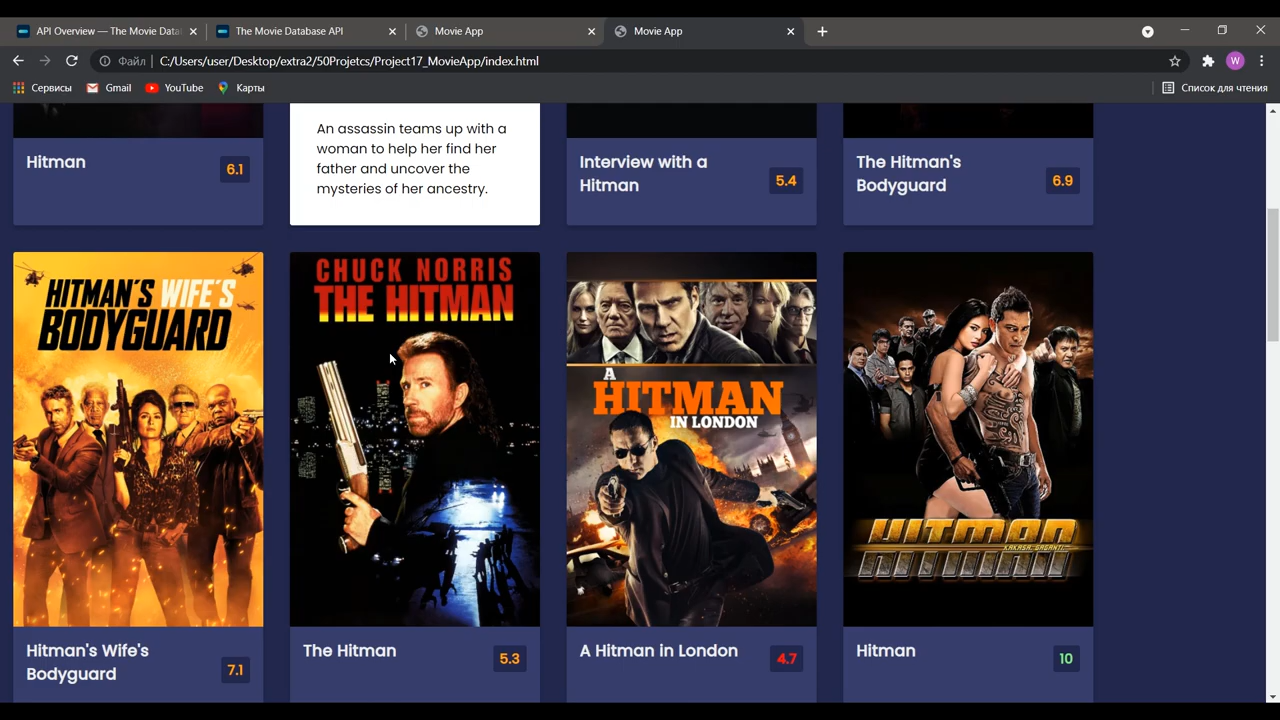 API Overview — The Movie Data
The Movie Database API
Movie App
Movie App
Файл
C:/Users/user/Desktop/extra2/50Projetcs/Project17_MovieApp/index.html
W
Сервисы
Gmail
YouTube
Карты
Список для чтения
Hitman
6.1
An assassin teams up with a
woman to help her find her
father and uncover the
mysteries of her ancestry.
Interview with a
Hitman
5.4
The Hitman's
Bodyguard
6.9
HITMAN'S WIFE'S
BODYGUARD
CHUCK NORRIS
THE HITMAN
A
HITMAN
IN LONDON
HITMAN
KAKASA, GAGANTI
Hitman's Wife's
Bodyguard
7.1
The Hitman
5.3
A Hitman in London
4.7
Hitman
10